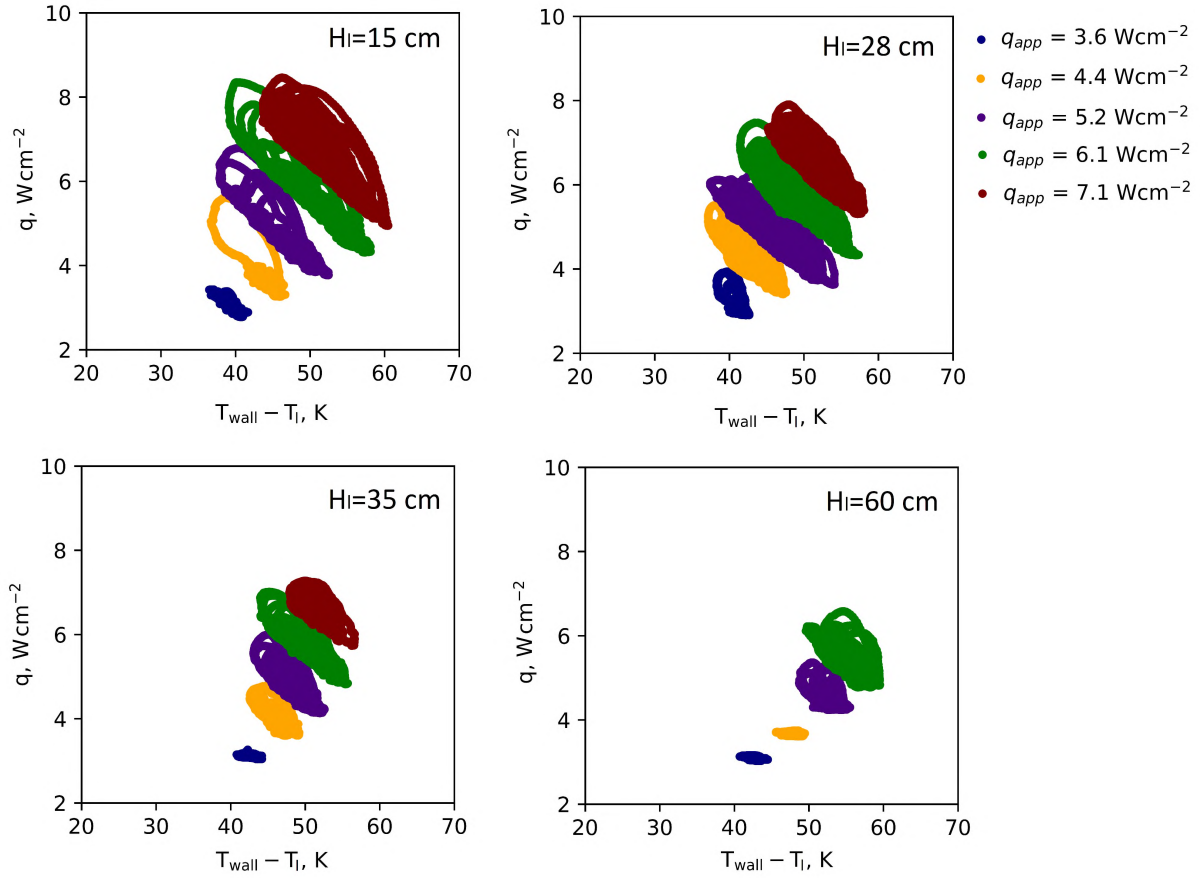 10
8
6
4
2
q, Wcm⁻²
Hₗ=15 cm
20 30 40 50 60 70
T_wall − T_l, K
10
8
6
4
2
q, Wcm⁻²
Hₗ=28 cm
20 30 40 50 60 70
T_wall − T_l, K
q_app = 3.6 Wcm⁻²
q_app = 4.4 Wcm⁻²
q_app = 5.2 Wcm⁻²
q_app = 6.1 Wcm⁻²
q_app = 7.1 Wcm⁻²
10
8
6
4
2
q, Wcm⁻²
Hₗ=35 cm
20 30 40 50 60 70
T_wall − T_l, K
10
8
6
4
2
q, Wcm⁻²
Hₗ=60 cm
20 30 40 50 60 70
T_wall − T_l, K